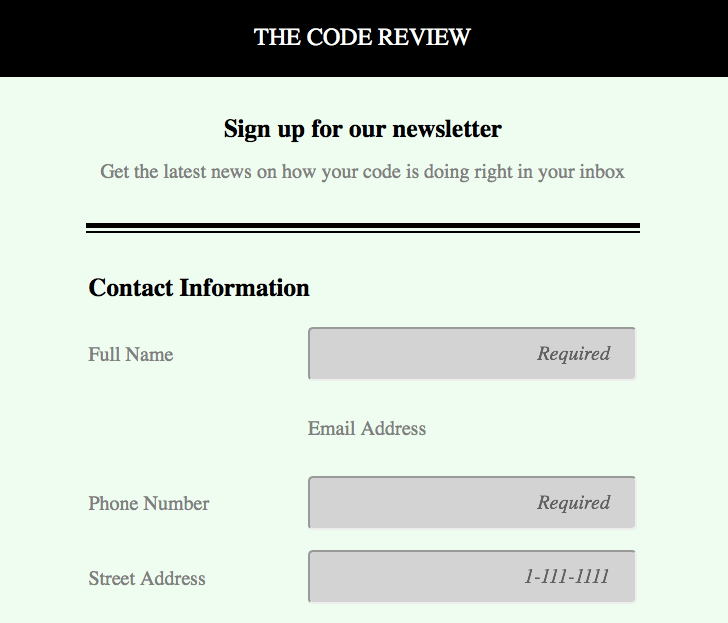 THE CODE REVIEW
Sign up for our newsletter
Get the latest news on how your code is doing right in your inbox
Contact Information
Full Name Required
Email Address
Phone Number Required
Street Address 1-111-1111